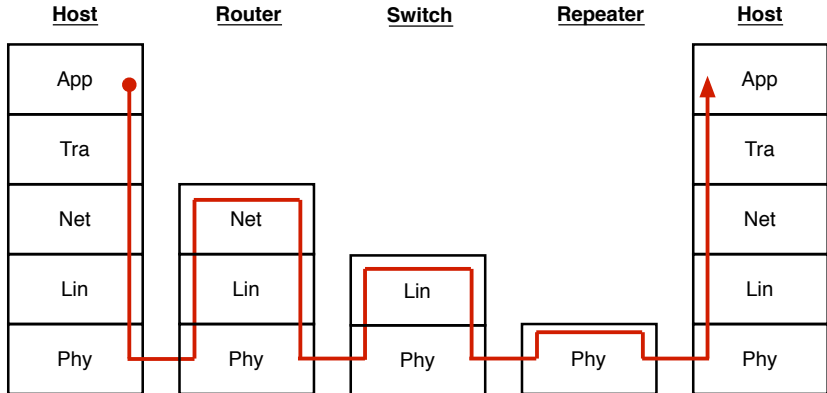 Host Router Switch Repeater Host
App App
Tra Tra
Net Net Net
Lin Lin Lin Lin
Phy Phy Phy Phy Phy